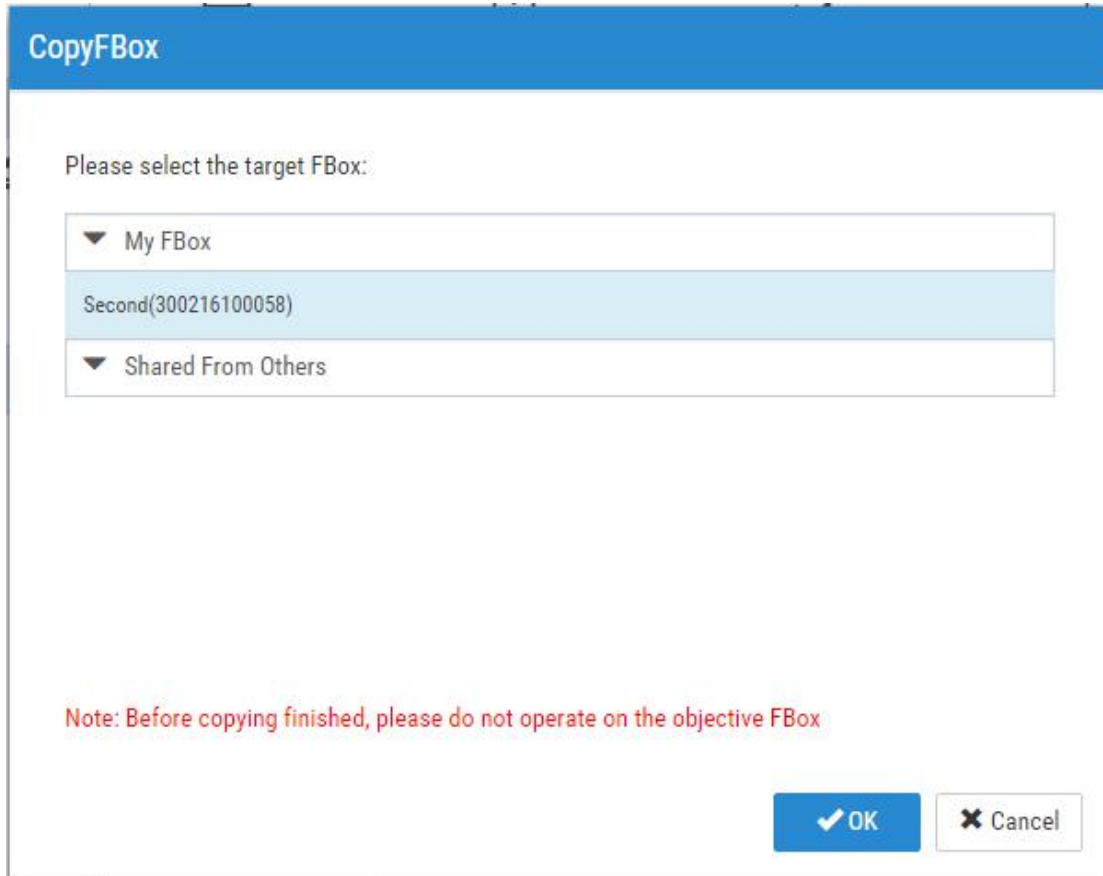 CopyFBox
Please select the target FBox:
My FBox
Second(300216100058)
Shared From Others
Note: Before copying finished, please do not operate on the objective FBox
OK
Cancel